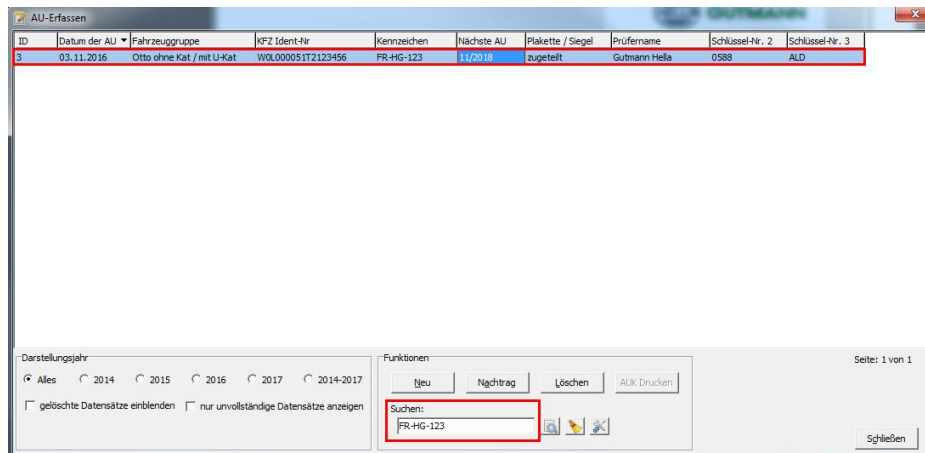 AU-Erfassen
GUTMANN
ID Datum der AU Fahrzeuggruppe KFZ Ident-Nr Kennzeichen Nächste AU Plakette / Siegel Prüfername Schlüssel-Nr. 2 Schlüssel-Nr. 3
3 03.11.2016 Otto ohne Kat / mit U-Kat W0L000051T2123456 FR-HG-123 11/2018 zugeteilt Gutmann Hella 0588 ALD
Darstellungsjahr
Alles 2014 2015 2016 2017 2014-2017
gelöschte Datensätze einblenden nur unvollständige Datensätze anzeigen
Funktionen
Neu Nachtrag Löschen AUK Drucken
Suchen:
FR-HG-123
Seite: 1 von 1
Schließen